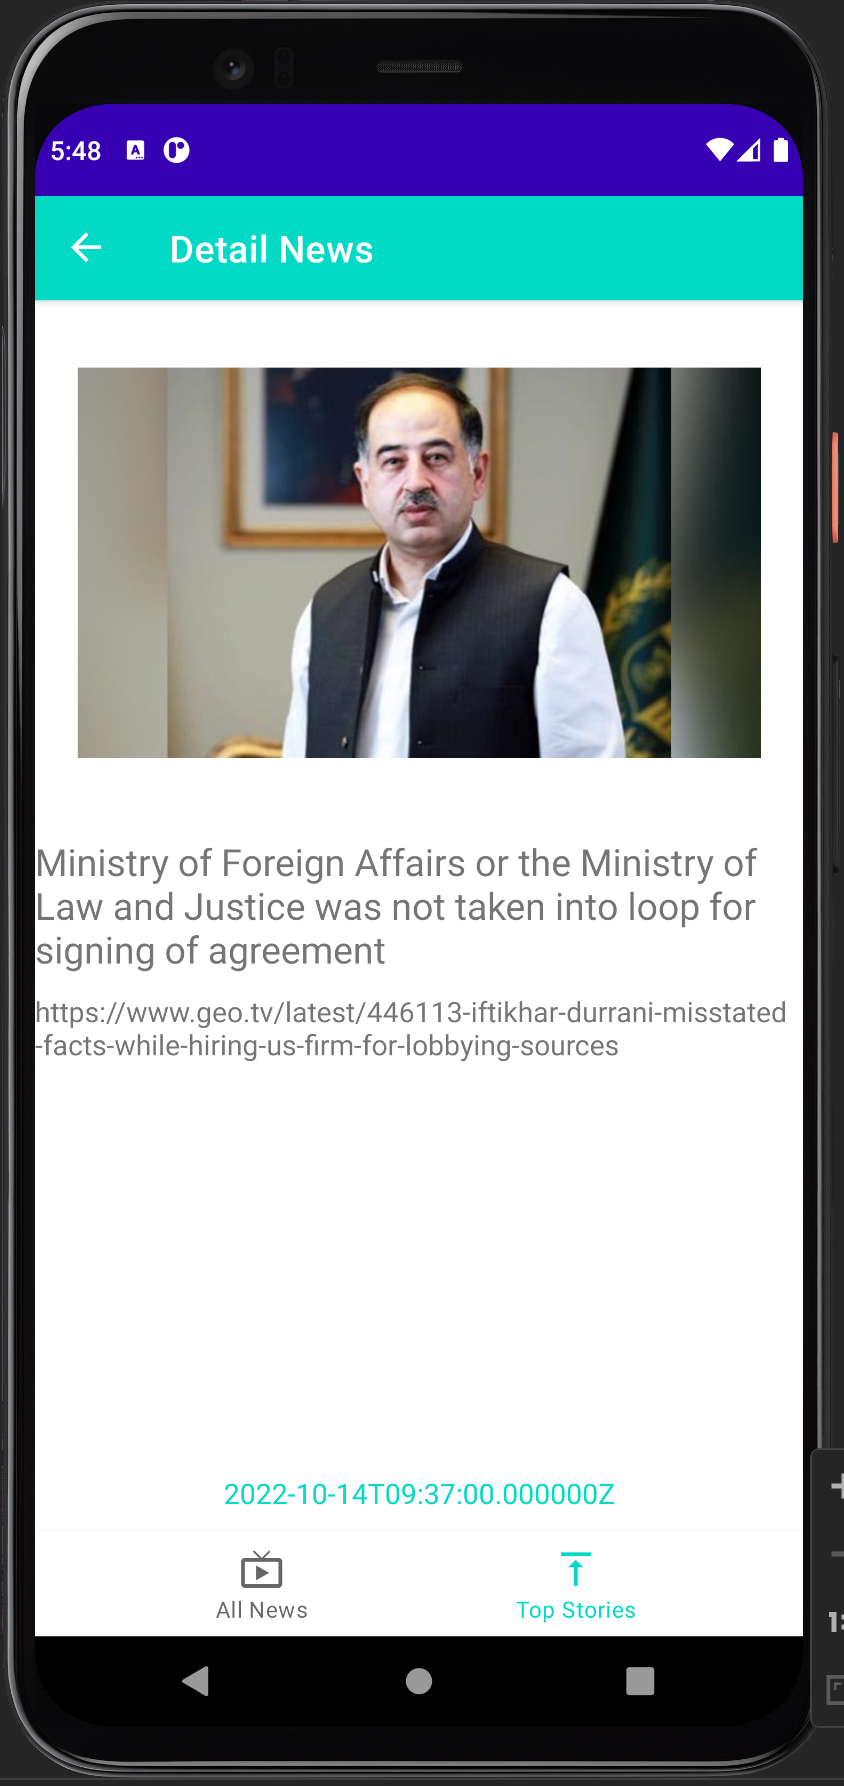 5:48
Detail News
Ministry of Foreign Affairs or the Ministry of
Law and Justice was not taken into loop for
signing of agreement
https://www.geo.tv/latest/446113-iftikhar-durrani-misstated
-facts-while-hiring-us-firm-for-lobbying-sources
2022-10-14T09:37:00.000000Z
All News
Top Stories